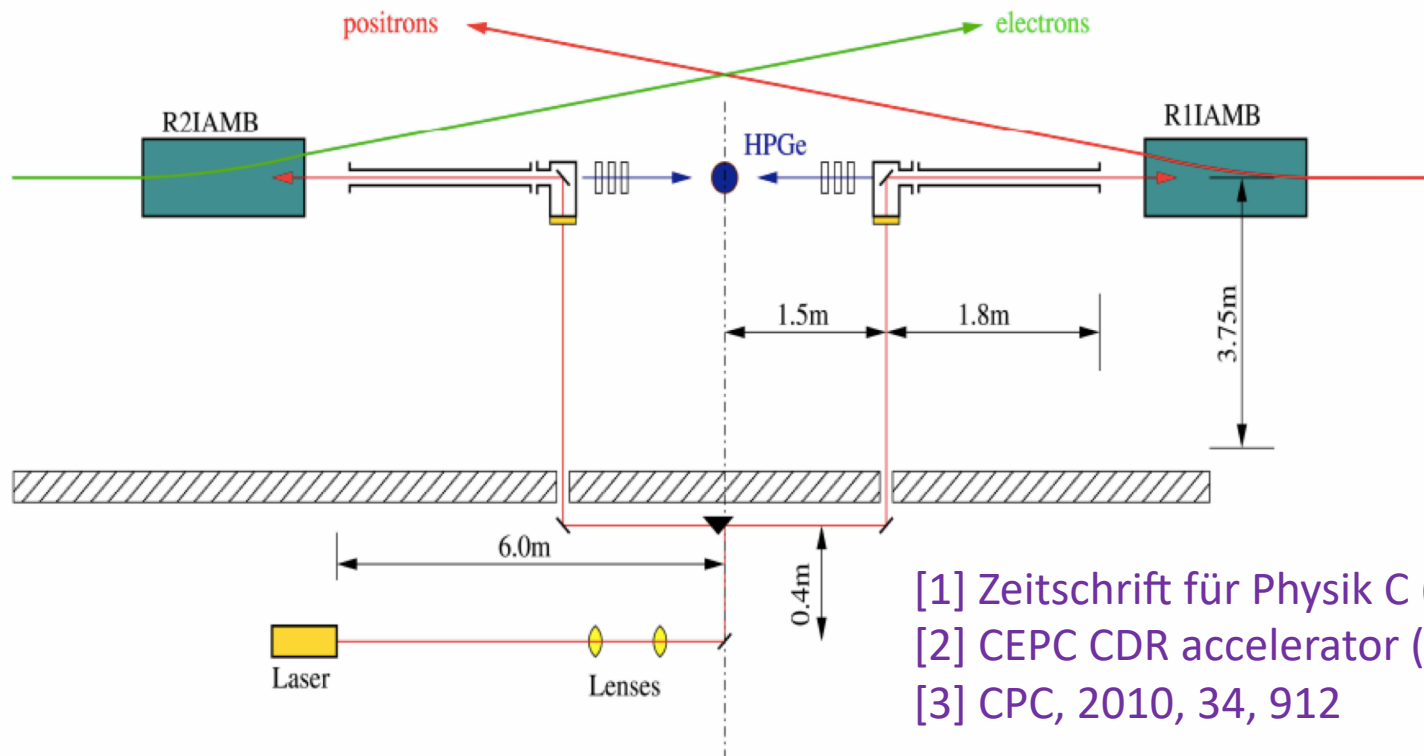 positrons
electrons
R2IAMB
R1IAMB
HPGe
1.5m
1.8m
3.75m
6.0m
0.4m
Laser
Lenses
[1] Zeitschrift für Physik C
[2] CEPC CDR accelerator (
[3] CPC, 2010, 34, 912